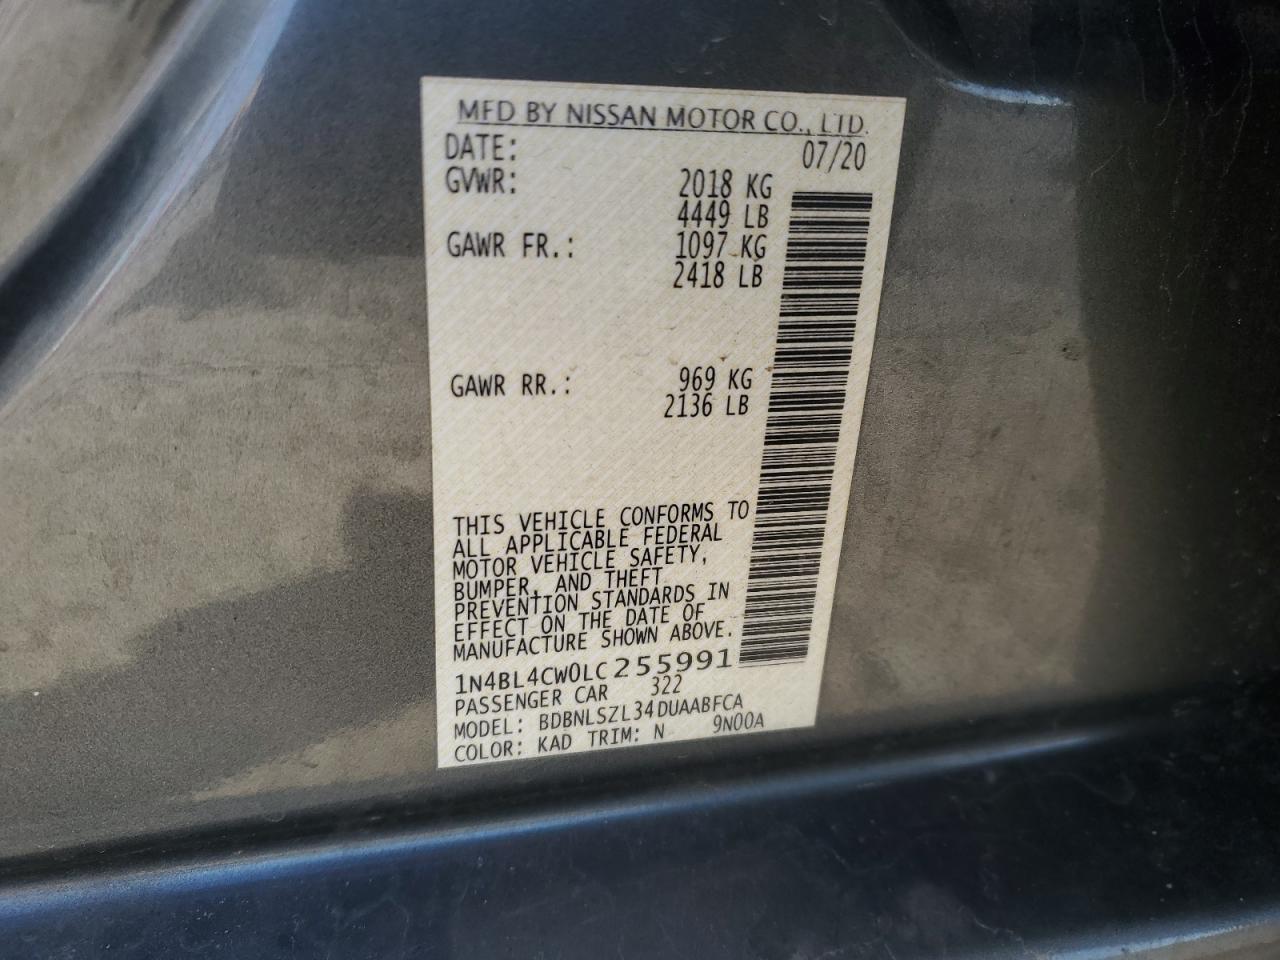 MFD BY NISSAN MOTOR CO., LTD.
DATE: 07/20
GVWR: 2018 KG
4449 LB
GAWR FR.: 1097 KG
2418 LB
GAWR RR.: 969 KG
2136 LB
THIS VEHICLE CONFORMS TO
ALL APPLICABLE FEDERAL
MOTOR VEHICLE SAFETY,
BUMPER, AND THEFT
PREVENTION STANDARDS IN
EFFECT ON THE DATE OF
MANUFACTURE SHOWN ABOVE.
1N4BL4CW0LC255991
PASSENGER CAR 322
MODEL: BDBNLSZL34DUAABFCA
COLOR: KAD TRIM: N 9N00A